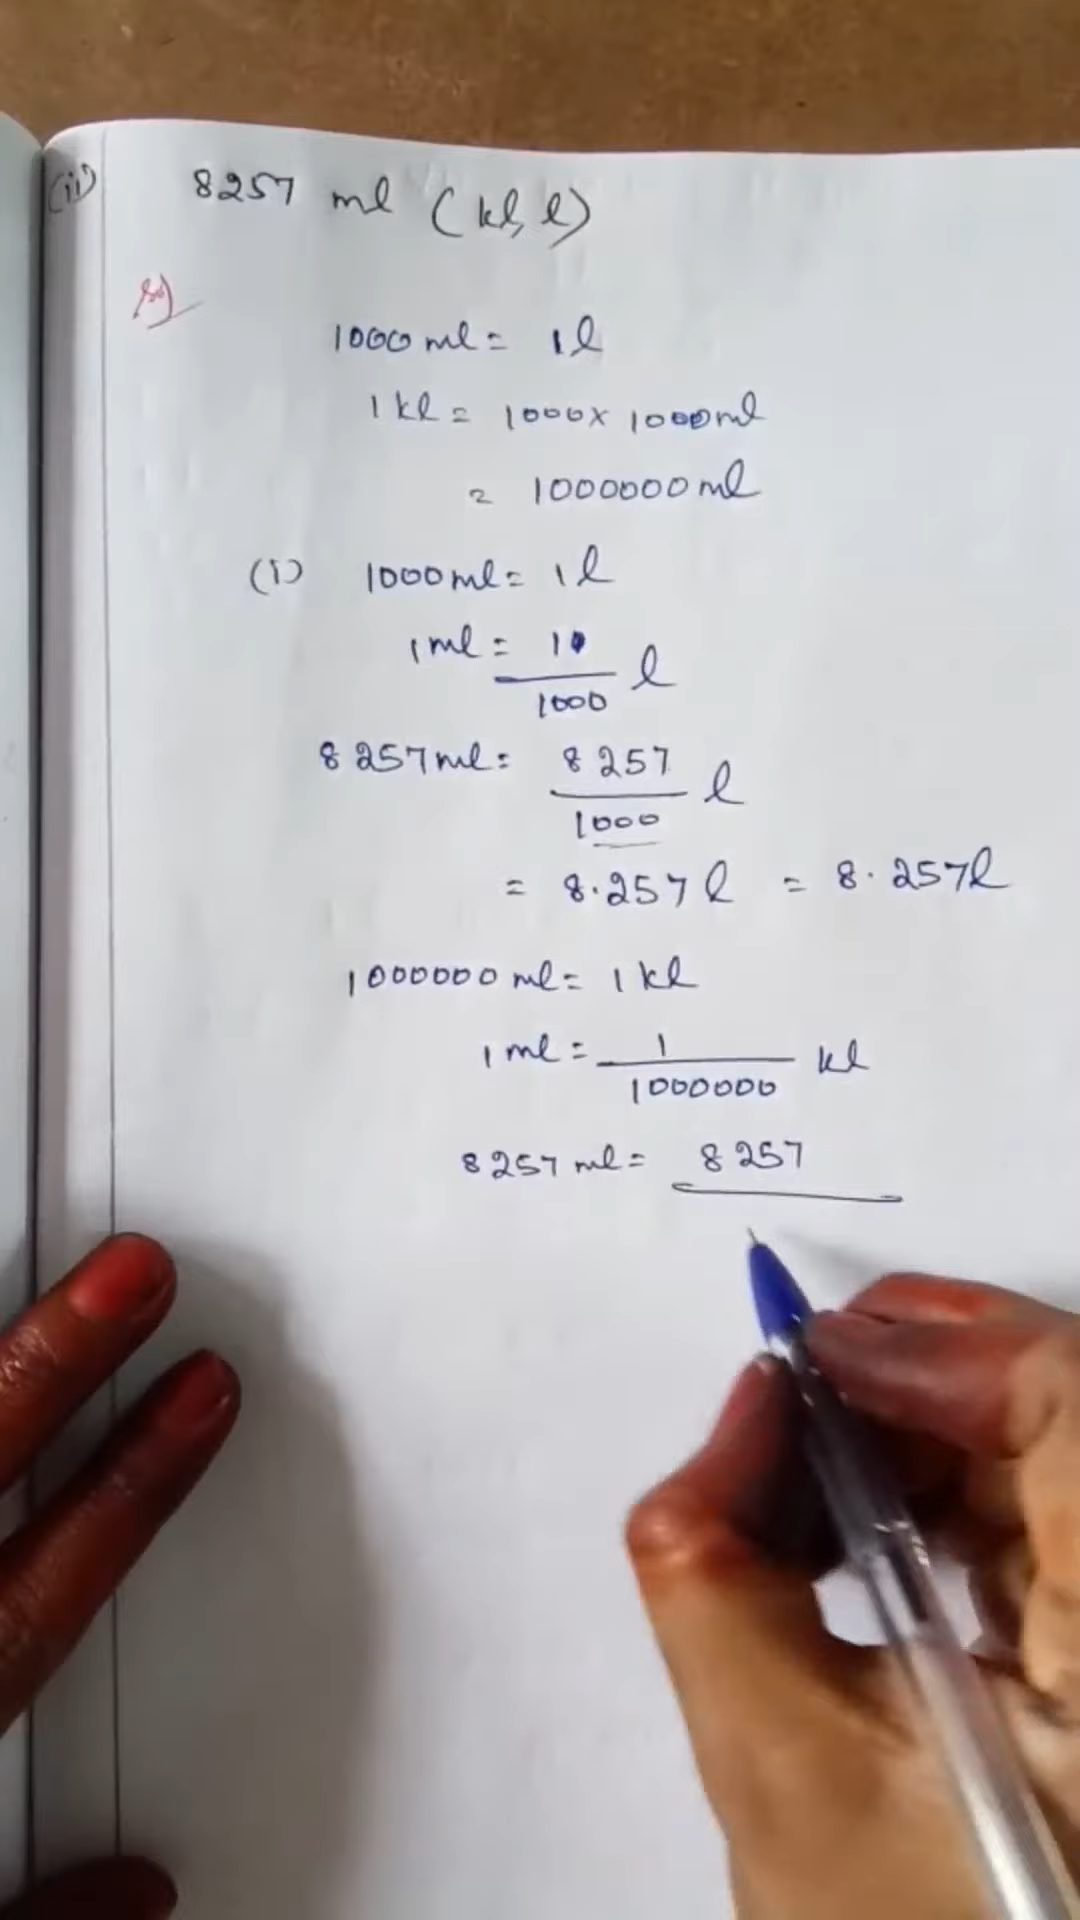 (ii) 8257 ml (kl, l)
Sol
1000 ml = 1 l
1 kl = 1000 x 1000 ml
= 1000000 ml
(i) 1000 ml = 1 l
1 ml = 1
1000 l
8257 ml = 8257
1000 l
= 8.257 l = 8.257 l
1000000 ml = 1 kl
1 ml = 1
1000000 kl
8257 ml = 8257